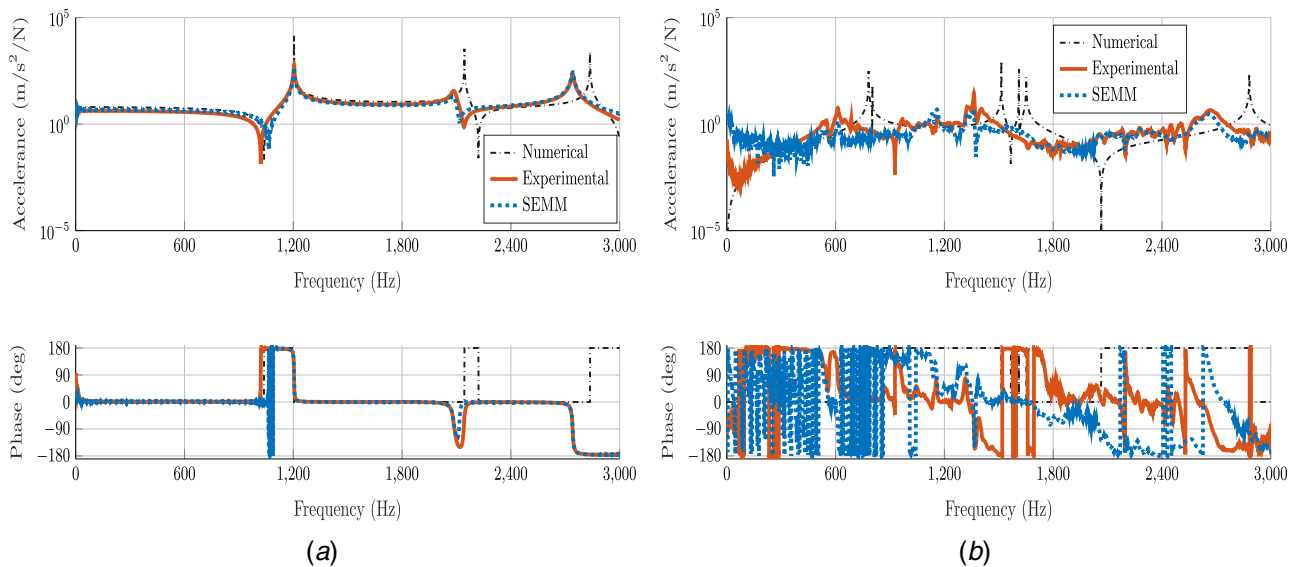 10^5
10^0
10^-5
Accelerance (m/s^2/N)
Numerical
Experimental
SEMM
0 600 1,200 1,800 2,400 3,000
Frequency (Hz)
180
90
0
−90
−180
Phase (deg)
0 600 1,200 1,800 2,400 3,000
Frequency (Hz)
(a)
10^5
10^0
10^-5
Accelerance (m/s^2/N)
Numerical
Experimental
SEMM
0 600 1,200 1,800 2,400 3,000
Frequency (Hz)
180
90
0
−90
−180
Phase (deg)
0 600 1,200 1,800 2,400 3,000
Frequency (Hz)
(b)